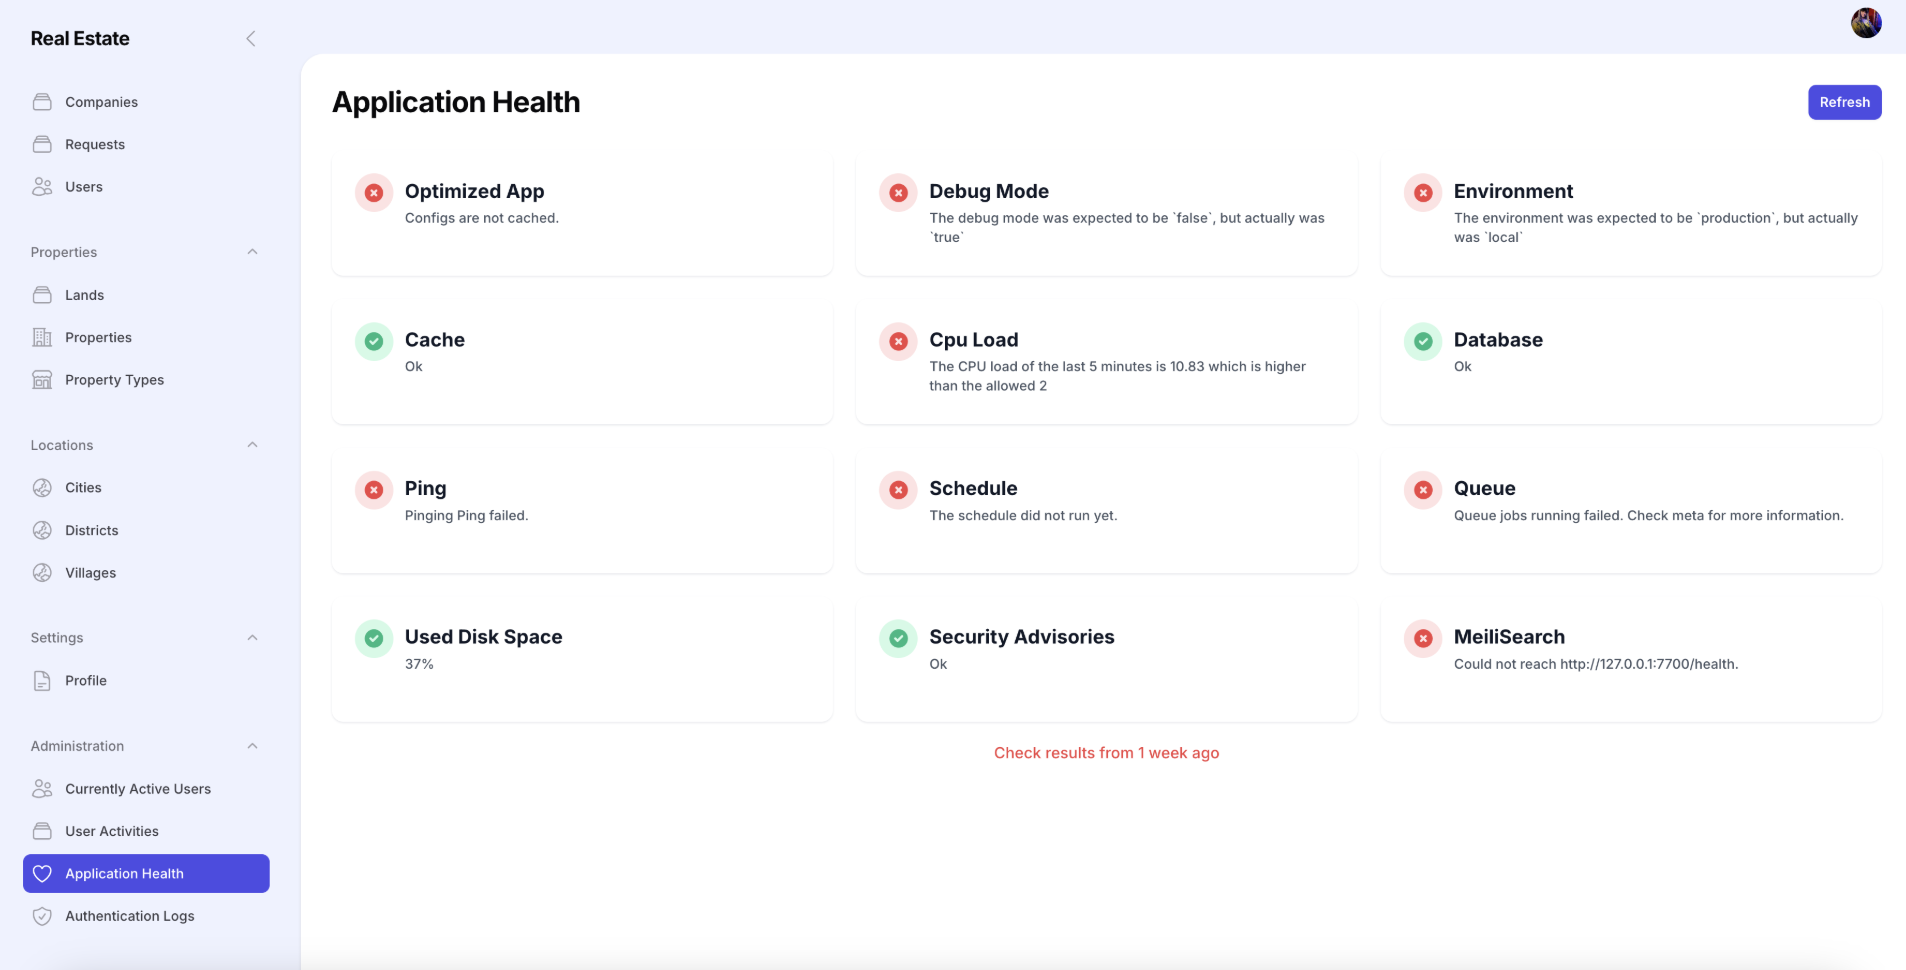 Real Estate
Companies
Requests
Users
Properties
Lands
Properties
Property Types
Locations
Cities
Districts
Villages
Settings
Profile
Administration
Currently Active Users
User Activities
Application Health
Authentication Logs
Application Health
Refresh
Optimized App
Configs are not cached.
Debug Mode
The debug mode was expected to be `false`, but actually was
`true`
Environment
The environment was expected to be `production`, but actually
was `local`
Cache
Ok
Cpu Load
The CPU load of the last 5 minutes is 10.83 which is higher
than the allowed 2
Database
Ok
Ping
Pinging Ping failed.
Schedule
The schedule did not run yet.
Queue
Queue jobs running failed. Check meta for more information.
Used Disk Space
37%
Security Advisories
Ok
MeiliSearch
Could not reach http://127.0.0.1:7700/health.
Check results from 1 week ago